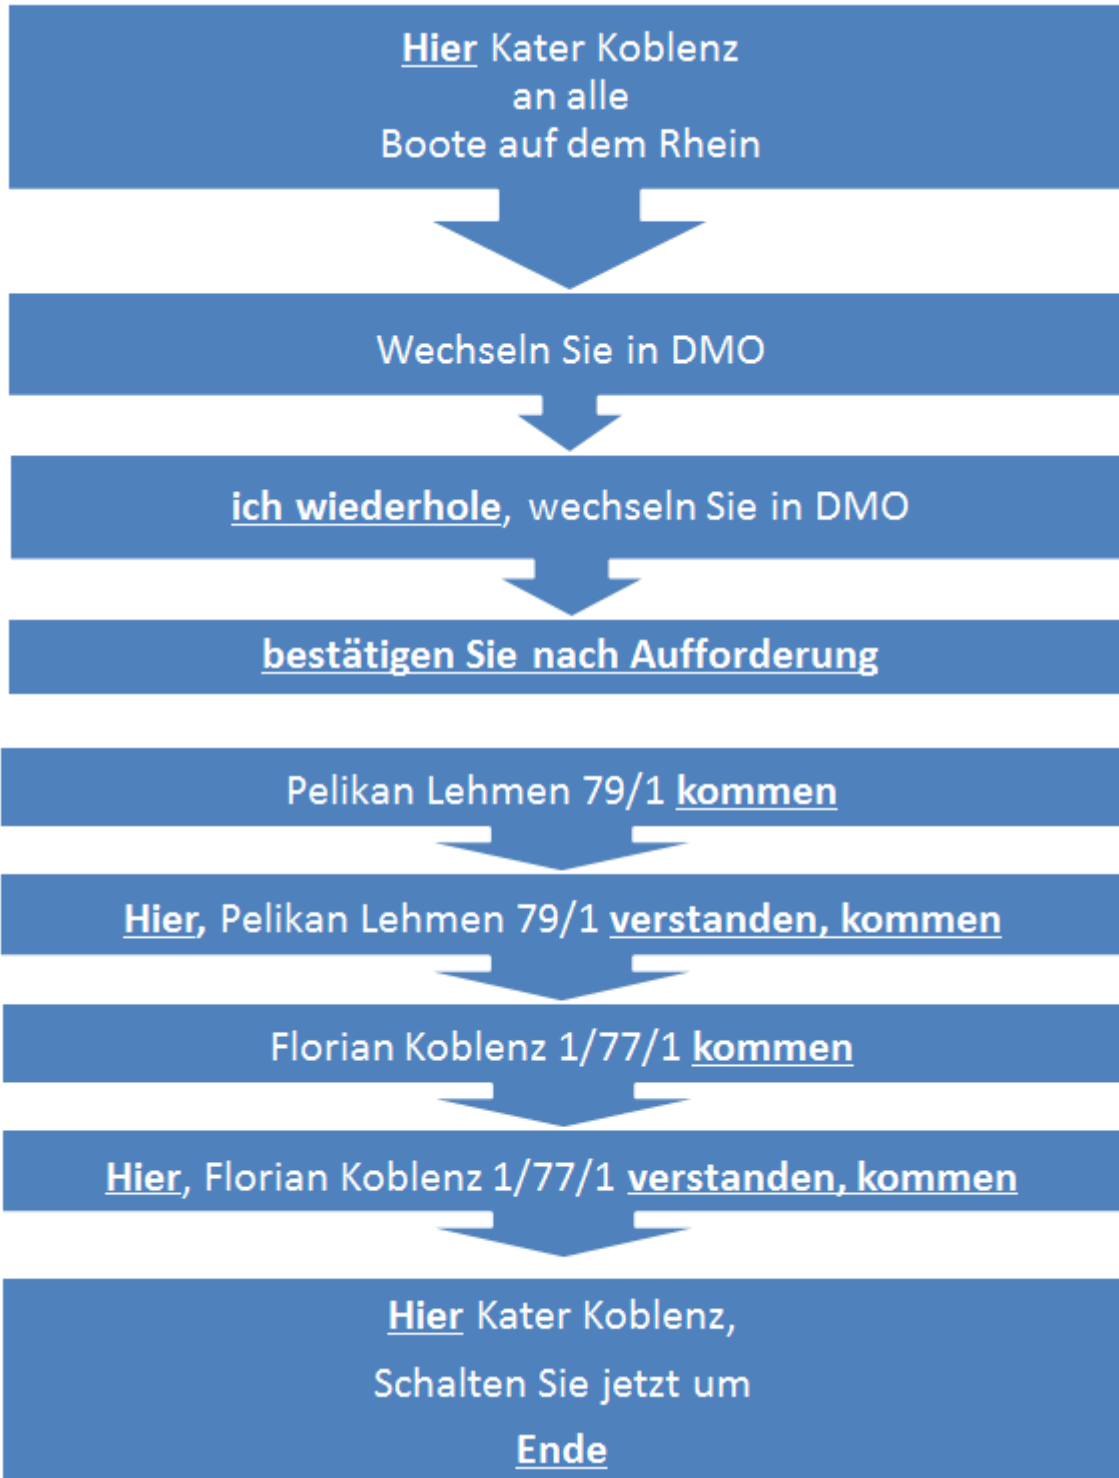 Hier Kater Koblenz
an alle
Boote auf dem Rhein
Wechseln Sie in DMO
ich wiederhole, wechseln Sie in DMO
bestätigen Sie nach Aufforderung
Pelikan Lehmen 79/1 kommen
Hier, Pelikan Lehmen 79/1 verstanden, kommen
Florian Koblenz 1/77/1 kommen
Hier, Florian Koblenz 1/77/1 verstanden, kommen
Hier Kater Koblenz,
Schalten Sie jetzt um
Ende